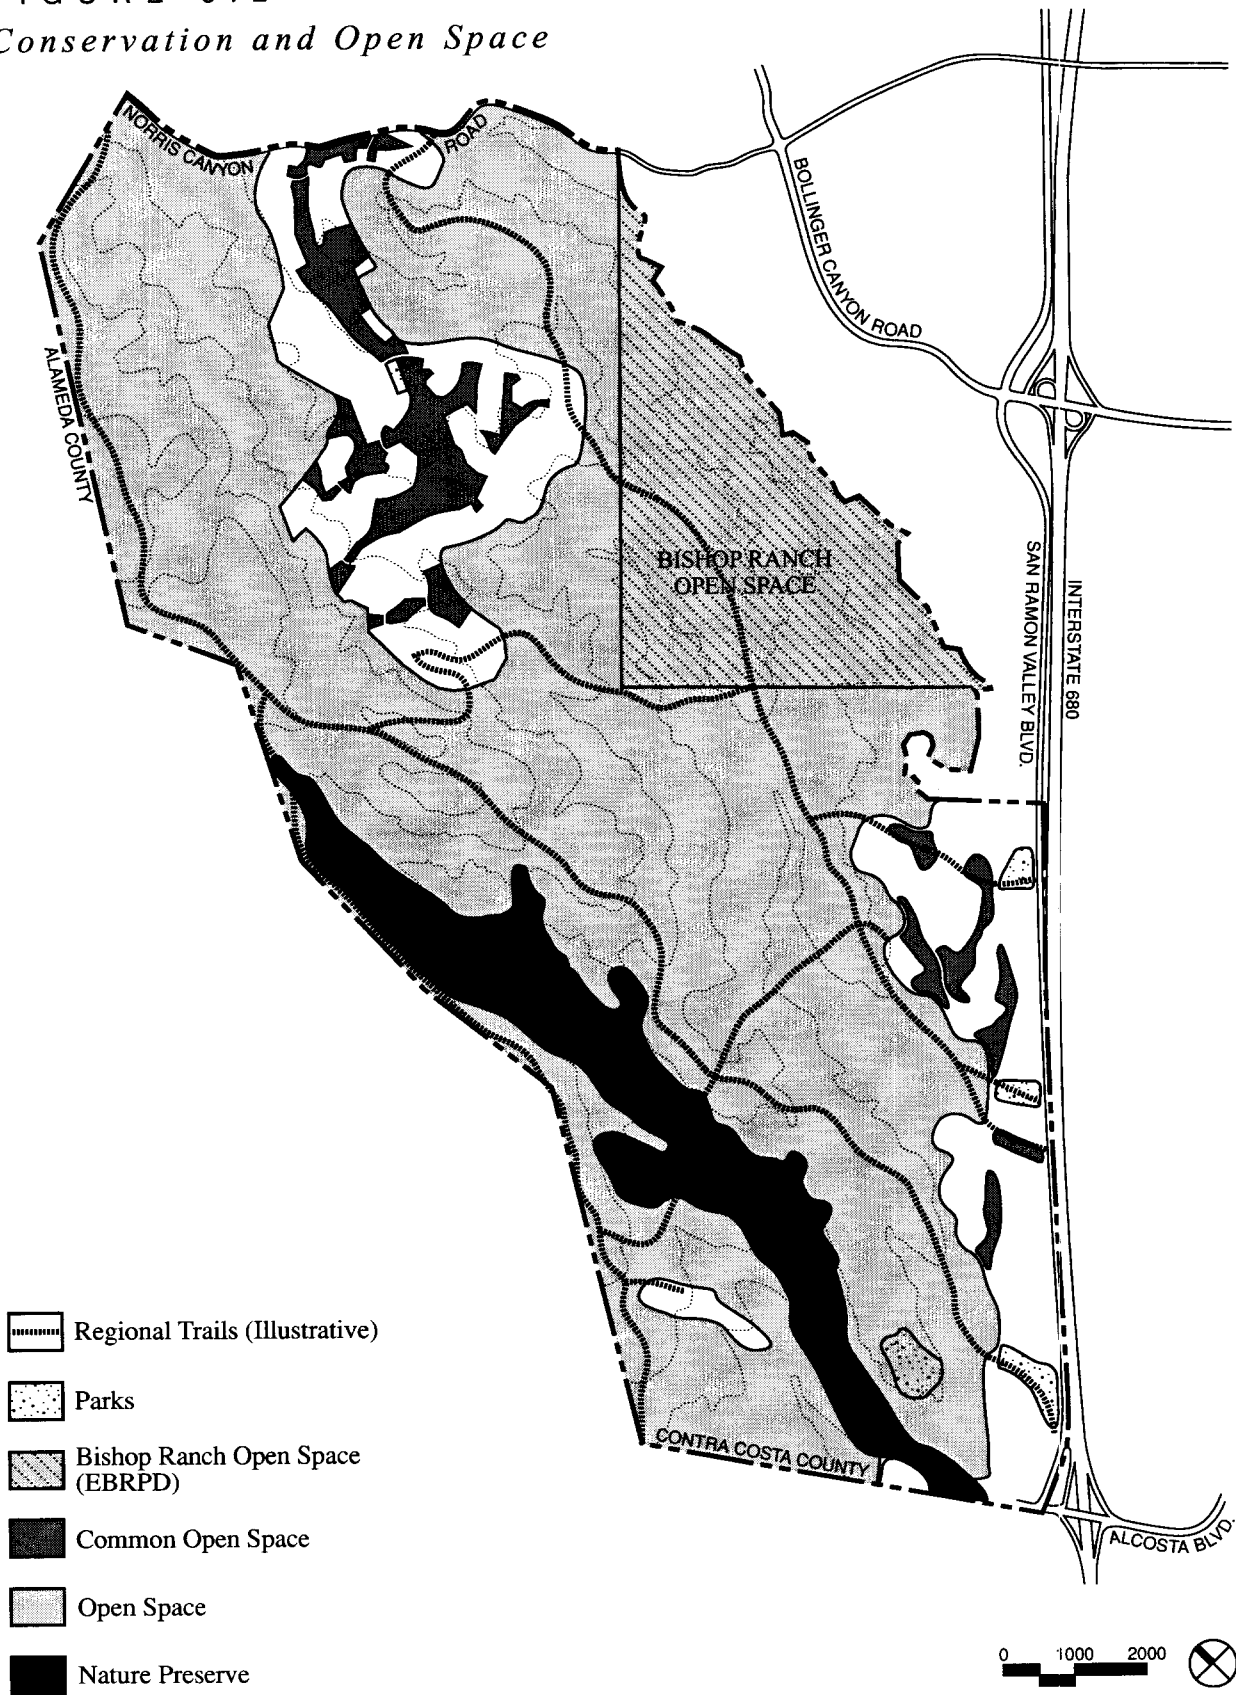 Conservation and Open Space
NORRIS CANYON ROAD
BOLLINGER CANYON ROAD
ALAMEDA COUNTY
BISHOP RANCH
OPEN SPACE
SAN RAMON VALLEY BLVD.
INTERSTATE 680
CONTRA COSTA COUNTY
ALCOSTA BLVD.
Regional Trails (Illustrative)
Parks
Bishop Ranch Open Space
(EBRPD)
Common Open Space
Open Space
Nature Preserve
0 1000 2000